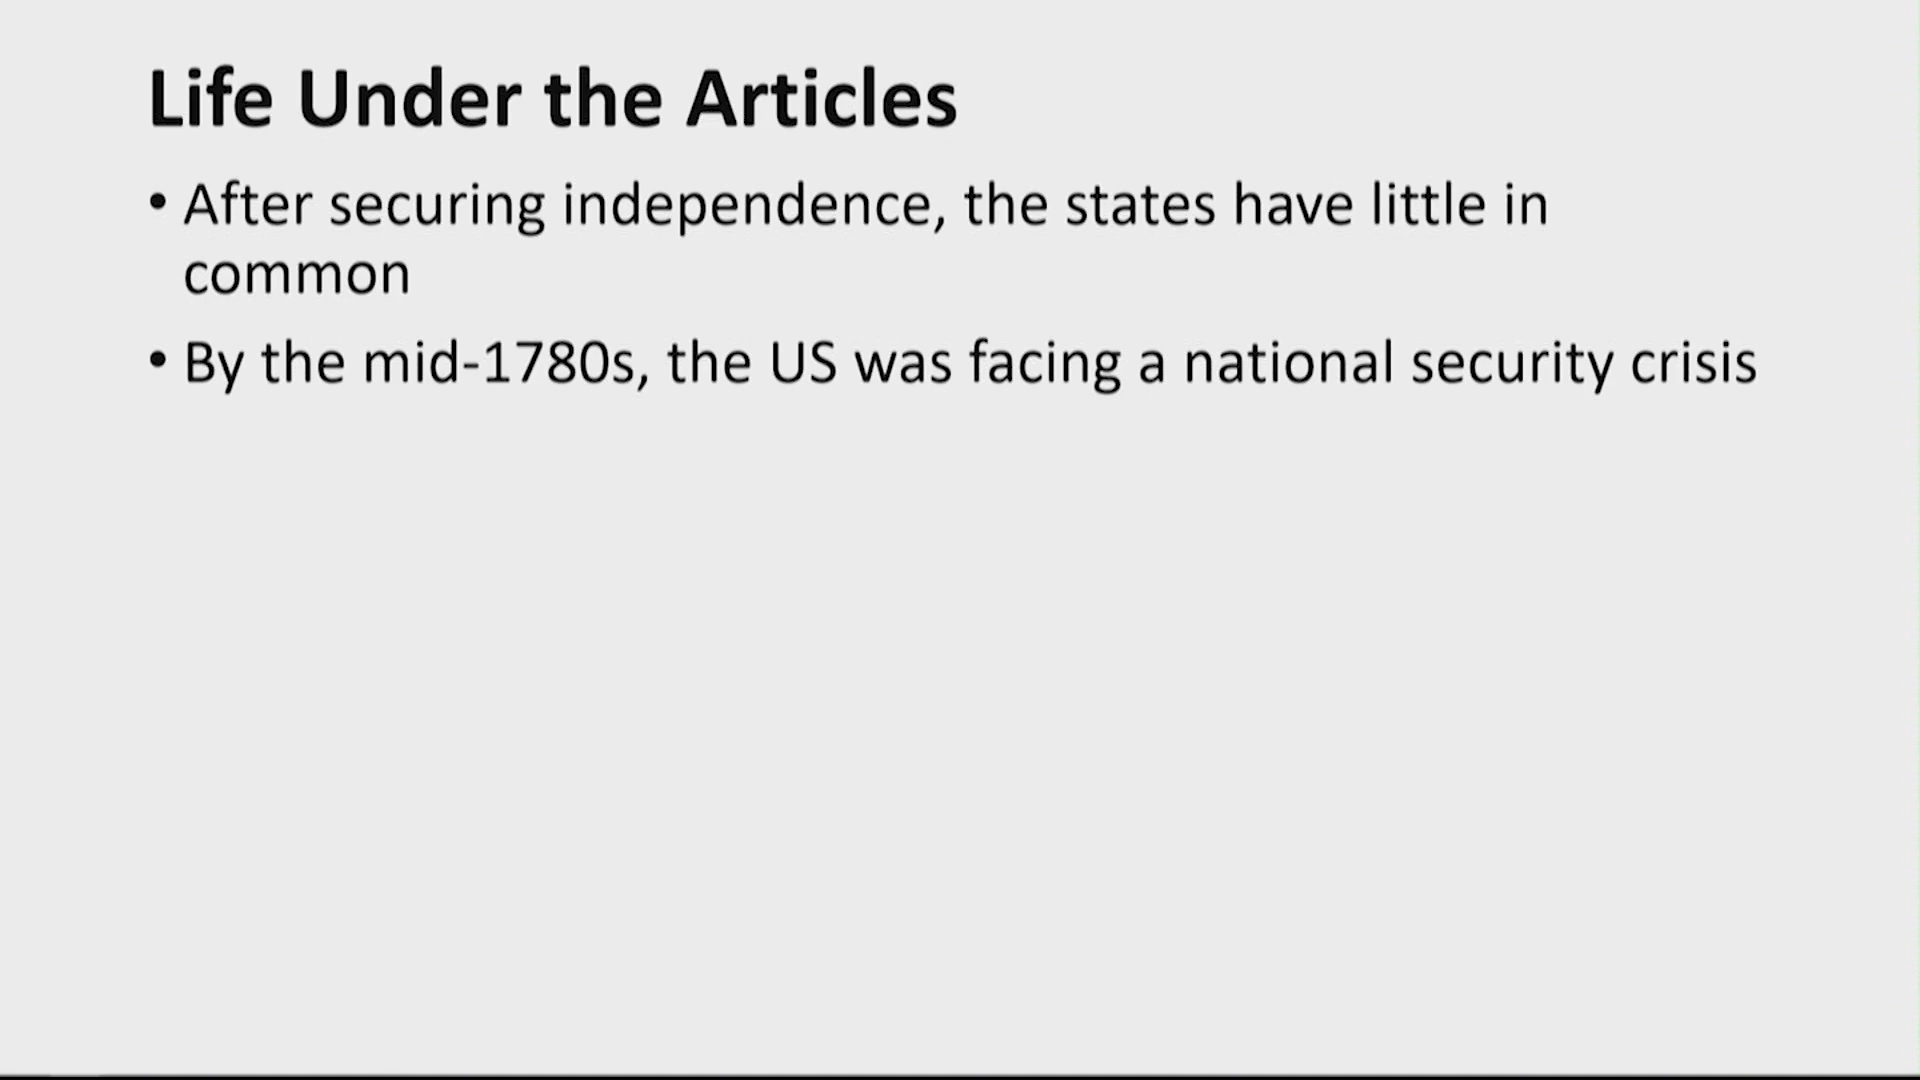 Life Under the Articles
• After securing independence, the states have little in
common
• By the mid-1780s, the US was facing a national security crisis